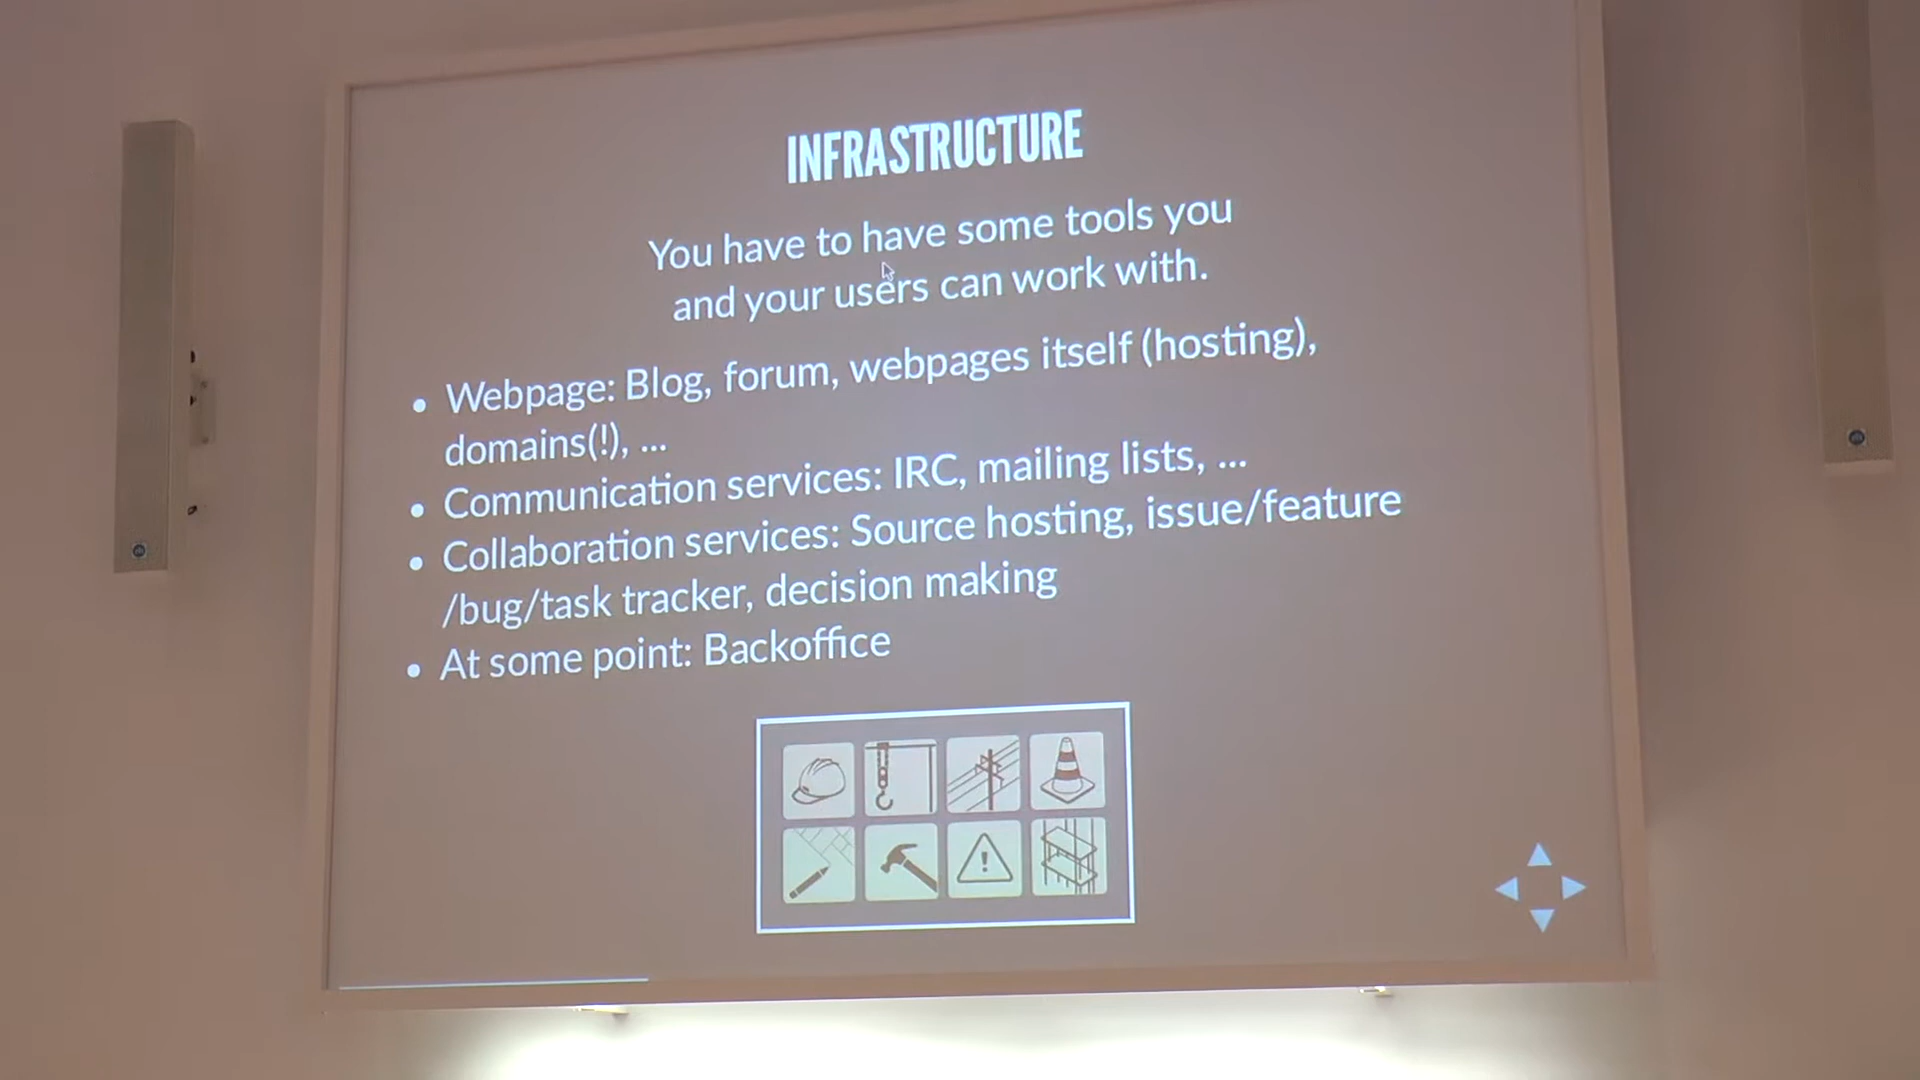 INFRASTRUCTURE
You have to have some tools you
and your users can work with.
• Webpage: Blog, forum, webpages itself (hosting),
domains(!), ...
• Communication services: IRC, mailing lists, ...
• Collaboration services: Source hosting, issue/feature
/bug/task tracker, decision making
• At some point: Backoffice